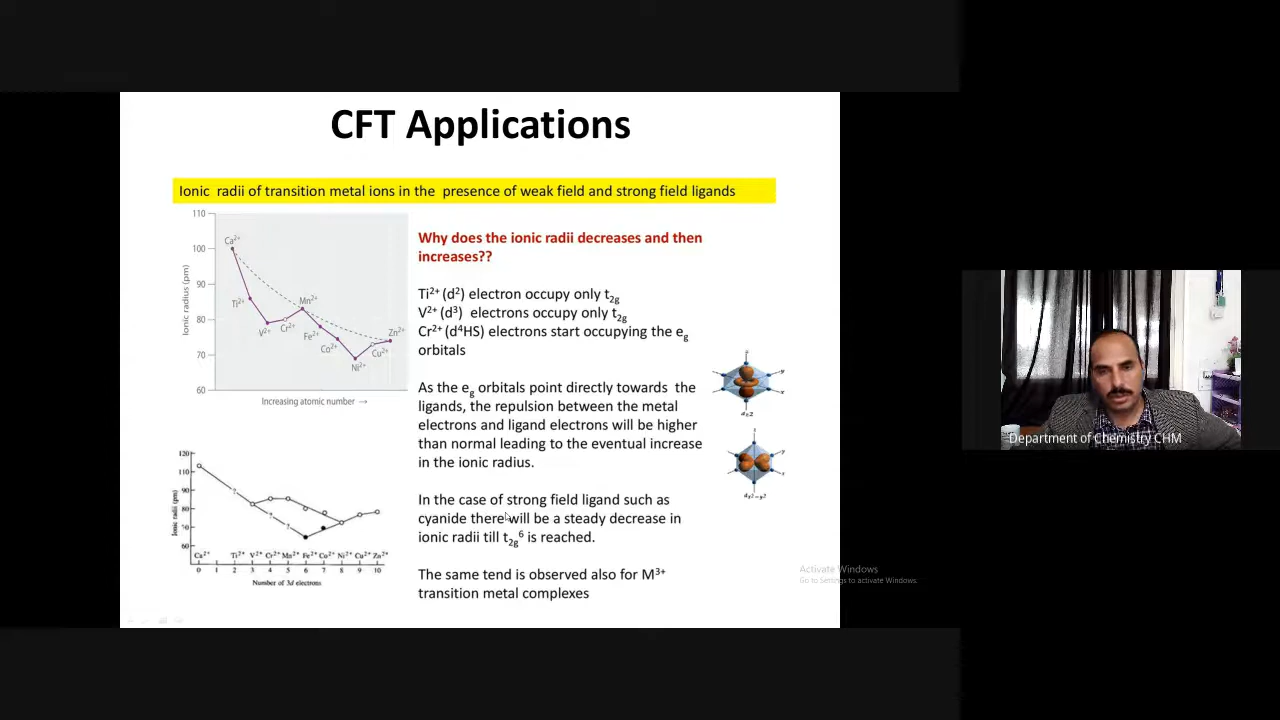 CFT Applications
Ionic radii of transition metal ions in the presence of weak field and strong field ligands
110
100
90
80
70
60
Ionic radius (pm)
Ca²⁺
Ti²⁺
V²⁺
Cr²⁺
Mn²⁺
Fe²⁺
Co²⁺
Ni²⁺
Cu²⁺
Zn²⁺
Increasing atomic number →
Why does the ionic radii decreases and then
increases??
Ti²⁺ (d²) electron occupy only t₂g
V²⁺ (d³) electrons occupy only t₂g
Cr²⁺ (d⁴HS) electrons start occupying the eg
orbitals
As the eg orbitals point directly towards the
ligands, the repulsion between the metal
electrons and ligand electrons will be higher
than normal leading to the eventual increase
in the ionic radius.
In the case of strong field ligand such as
cyanide there will be a steady decrease in
ionic radii till t₂g⁶ is reached.
The same tend is observed also for M³⁺
transition metal complexes
120
110
90
80
70
60
Ionic radii (pm)
Ca²⁺ Ti²⁺ V²⁺ Cr²⁺ Mn²⁺ Fe²⁺ Co²⁺ Ni²⁺ Cu²⁺ Zn²⁺
0 1 2 3 4 5 6 7 8 9 10
Number of 3d electrons
Department of Chemistry CHM
Activate Windows
Go to Settings to activate Windows.